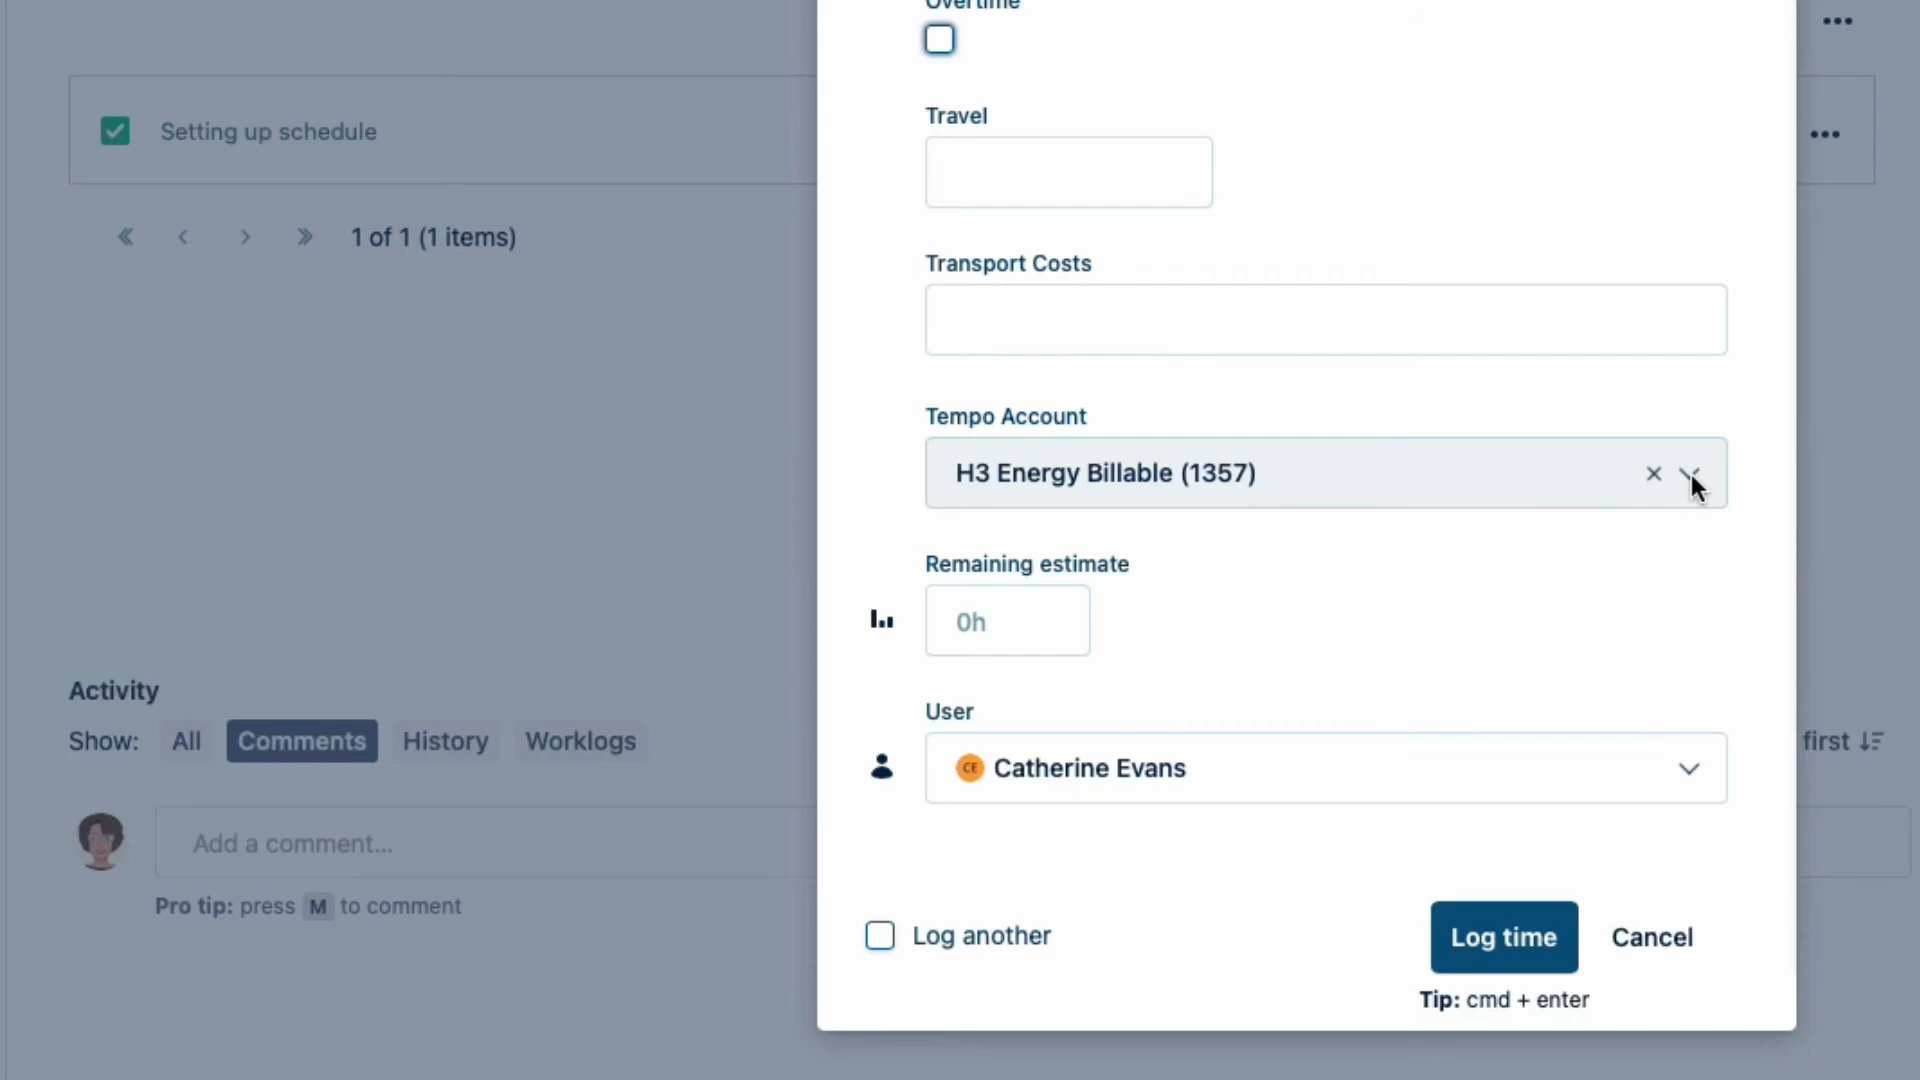 Overtime
Setting up schedule
1 of 1 (1 items)
Travel
Transport Costs
Tempo Account
H3 Energy Billable (1357)
Remaining estimate
0h
User
CE Catherine Evans
Log another
Log time
Cancel
Tip: cmd + enter
Activity
Show: All Comments History Worklogs
first
Add a comment...
Pro tip: press M to comment